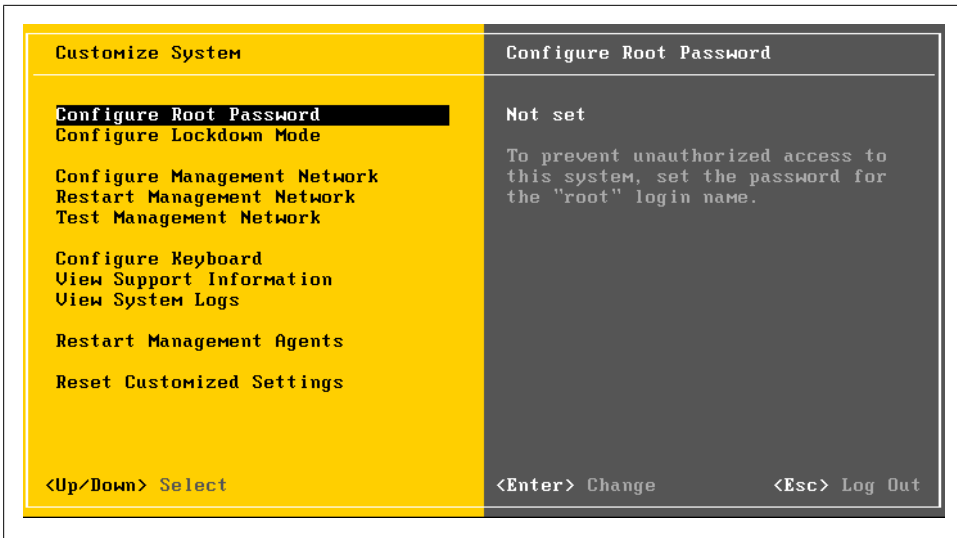 Customize System
Configure Root Password
Configure Lockdown Mode
Configure Management Network
Restart Management Network
Test Management Network
Configure Keyboard
View Support Information
View System Logs
Restart Management Agents
Reset Customized Settings
<Up/Down> Select
Configure Root Password
Not set
To prevent unauthorized access to
this system, set the password for
the "root" login name.
<Enter> Change
<Esc> Log Out